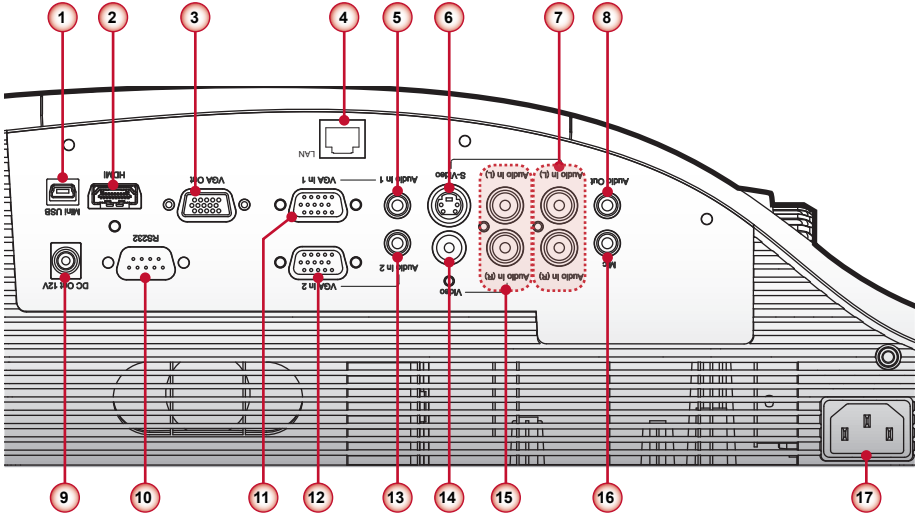 1 2 3 4 5 6 7 8
LAN
Mini USB
HDMI
VGA Out
VGA In 1
Audio In 1
S-Video
Audio In (L)
Audio In (L)
Audio Out
DC Out 12V
RS232
VGA In 2
Audio In 2
Video
Audio In (R)
Audio In (R)
Mic
9 10 11 12 13 14 15 16 17